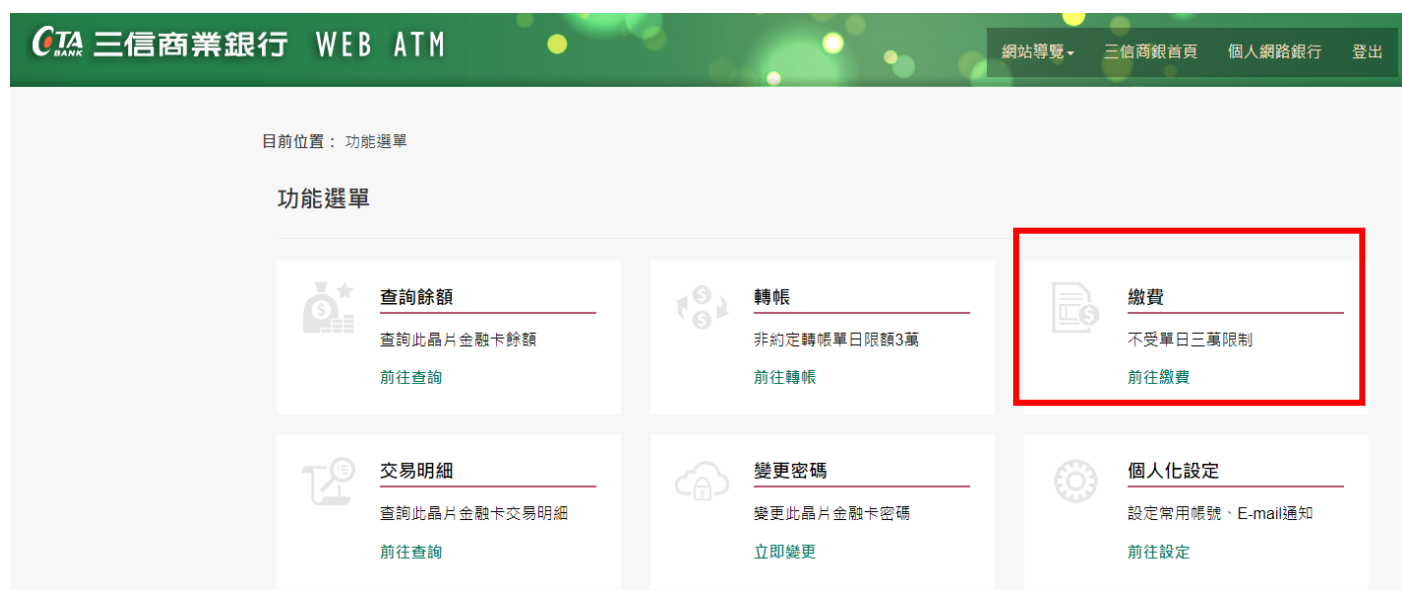 COTA BANK 三信商業銀行 WEB ATM
網站導覽 三信商銀首頁 個人網路銀行 登出
目前位置： 功能選單
功能選單
查詢餘額
查詢此晶片金融卡餘額
前往查詢
轉帳
非約定轉帳單日限額3萬
前往轉帳
繳費
不受單日三萬限制
前往繳費
交易明細
查詢此晶片金融卡交易明細
前往查詢
變更密碼
變更此晶片金融卡密碼
立即變更
個人化設定
設定常用帳號、E-mail通知
前往設定